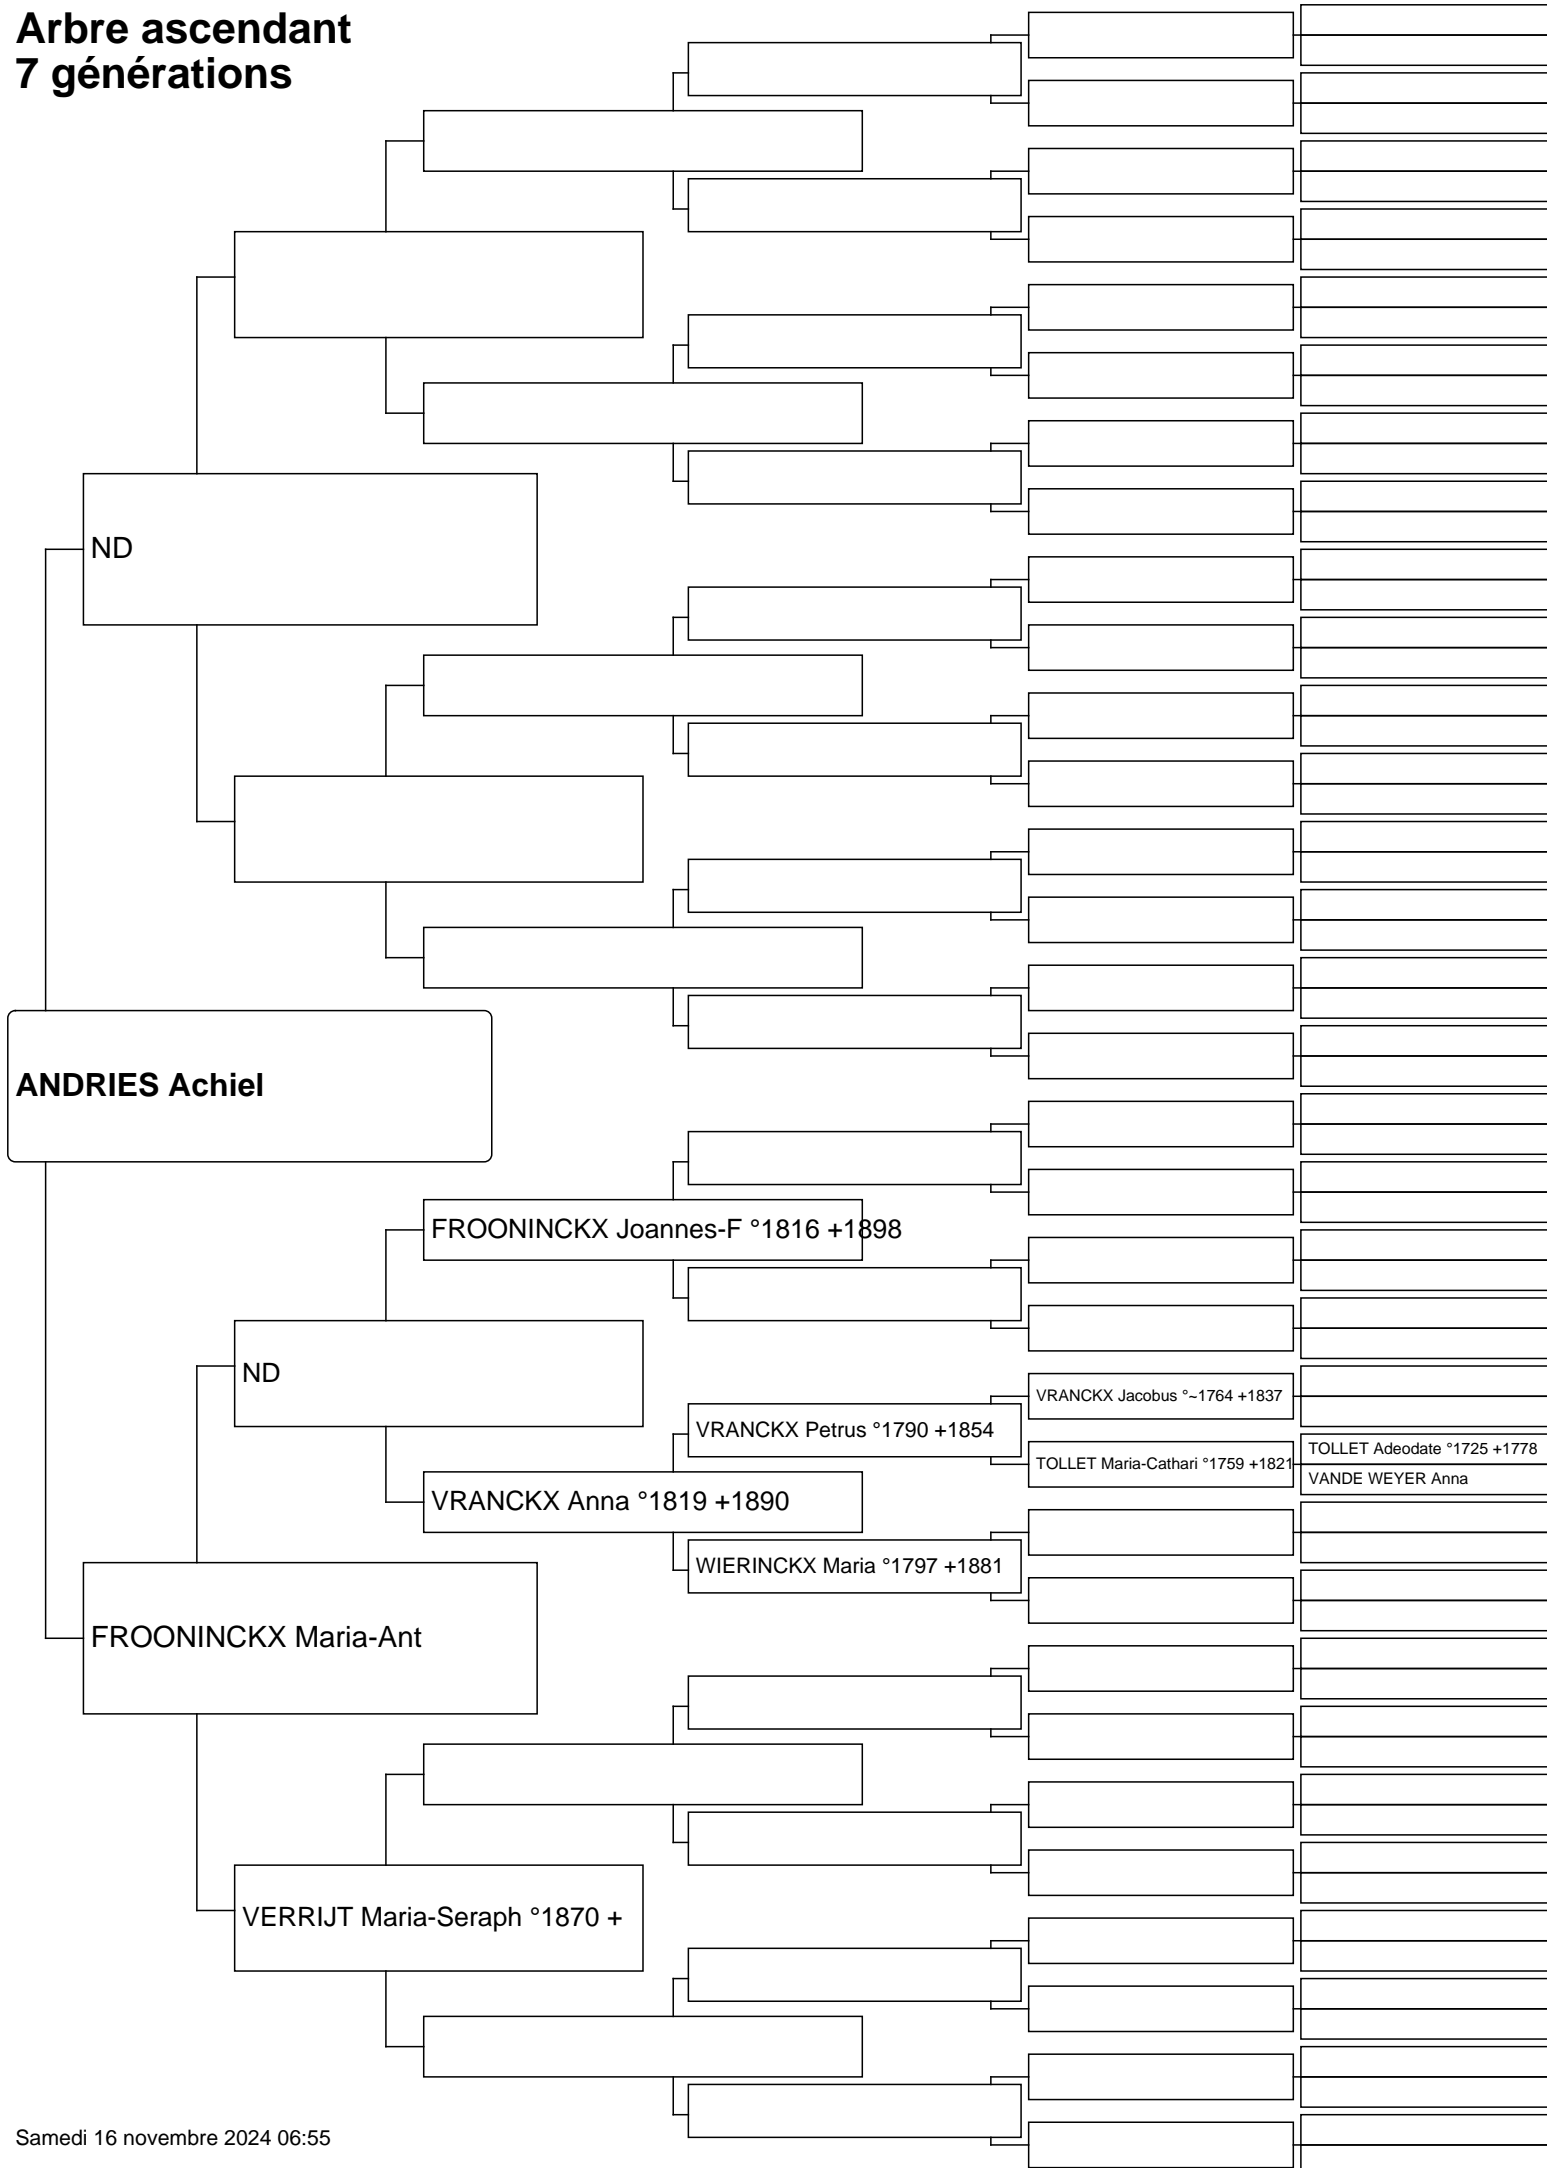 Arbre ascendant
7 générations
ND
ANDRIES Achiel
FROONINCKX Joannes-F °1816 +1898
ND
VRANCKX Jacobus °~1764 +1837
VRANCKX Petrus °1790 +1854
TOLLET Adeodate °1725 +1778
TOLLET Maria-Cathari °1759 +1821
VANDE WEYER Anna
VRANCKX Anna °1819 +1890
WIERINCKX Maria °1797 +1881
FROONINCKX Maria-Ant
VERRIJT Maria-Seraph °1870 +
Samedi 16 novembre 2024 06:55